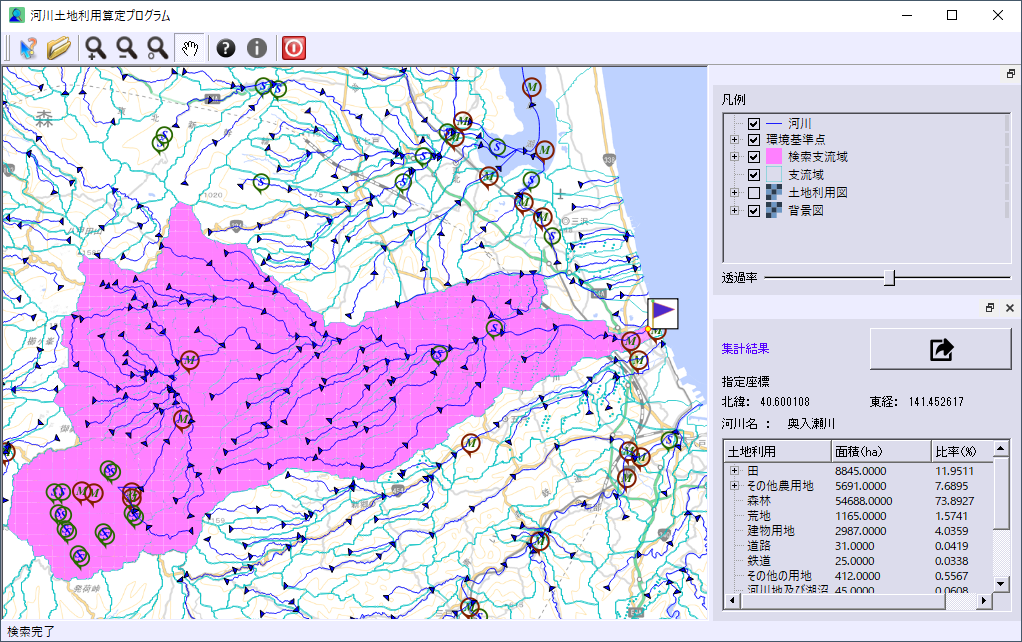 河川土地利用算定プログラム
凡例
河川
環境基準点
検索支流域
支流域
土地利用図
背景図
透過率
集計結果
指定座標
北緯： 40.600108 東経： 141.452617
河川名 ： 奥入瀬川
土地利用 面積(ha) 比率(%)
田 8845.0000 11.9511
その他農用地 5691.0000 7.6895
森林 54688.0000 73.8927
荒地 1165.0000 1.5741
建物用地 2987.0000 4.0359
道路 31.0000 0.0419
鉄道 25.0000 0.0338
その他の用地 412.0000 0.5567
河川地及び湖沼 45.0000 0.0608
森
1020
338
検索完了